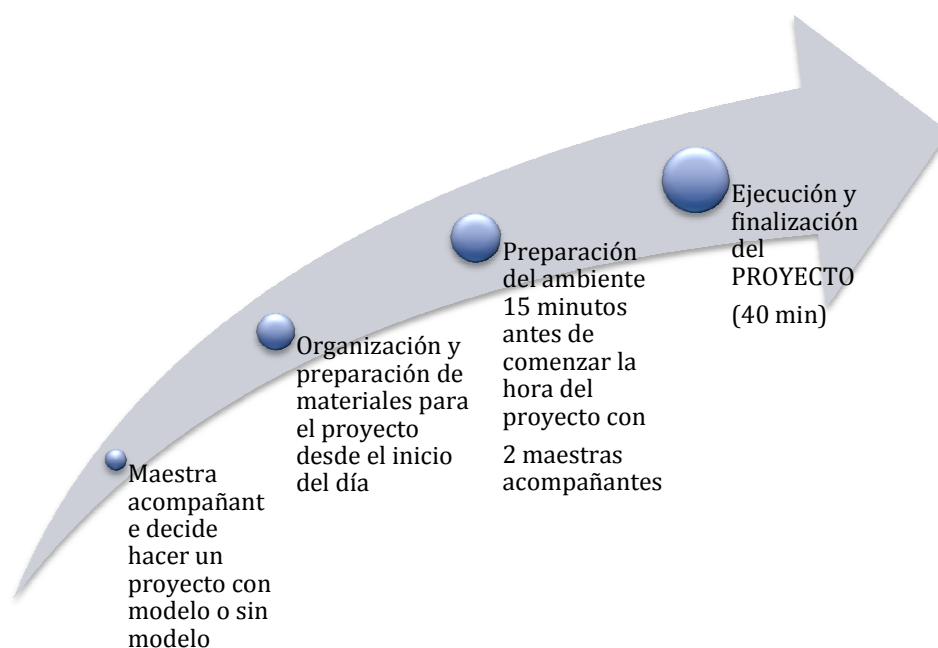 Maestra
acompañant
e decide
hacer un
proyecto con
modelo o sin
modelo
Organización y
preparación de
materiales para
el proyecto
desde el inicio
del día
Preparación
del ambiente
15 minutos
antes de
comenzar la
hora del
proyecto con
2 maestras
acompañantes
Ejecución y
finalización
del
PROYECTO
(40 min)